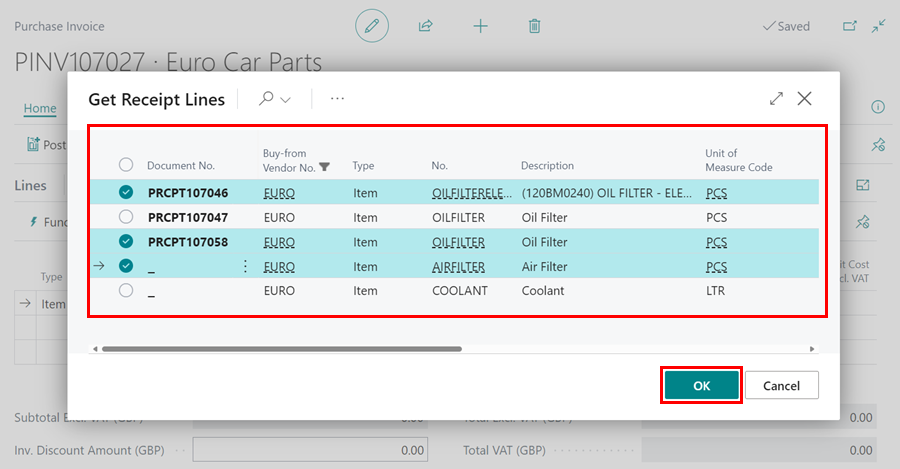 Purchase Invoice
Saved
PINV107027 · Euro Car Parts
Get Receipt Lines
Home
Post
Lines
Document No. Buy-from Vendor No. Type No. Description Unit of Measure Code
PRCPT107046 EURO Item OILFILTERELE... (120BM0240) OIL FILTER - ELE... PCS
PRCPT107047 EURO Item OILFILTER Oil Filter PCS
Func
PRCPT107058 EURO Item OILFILTER Oil Filter PCS
_ EURO Item AIRFILTER Air Filter PCS
Type
it Cost
cl. VAT
_ EURO Item COOLANT Coolant LTR
Item
OK
Cancel
Subtotal Excl. VAT (GBP) 0.00
Total Excl. VAT (GBP) 0.00
Inv. Discount Amount (GBP) 0.00
Total VAT (GBP) 0.00